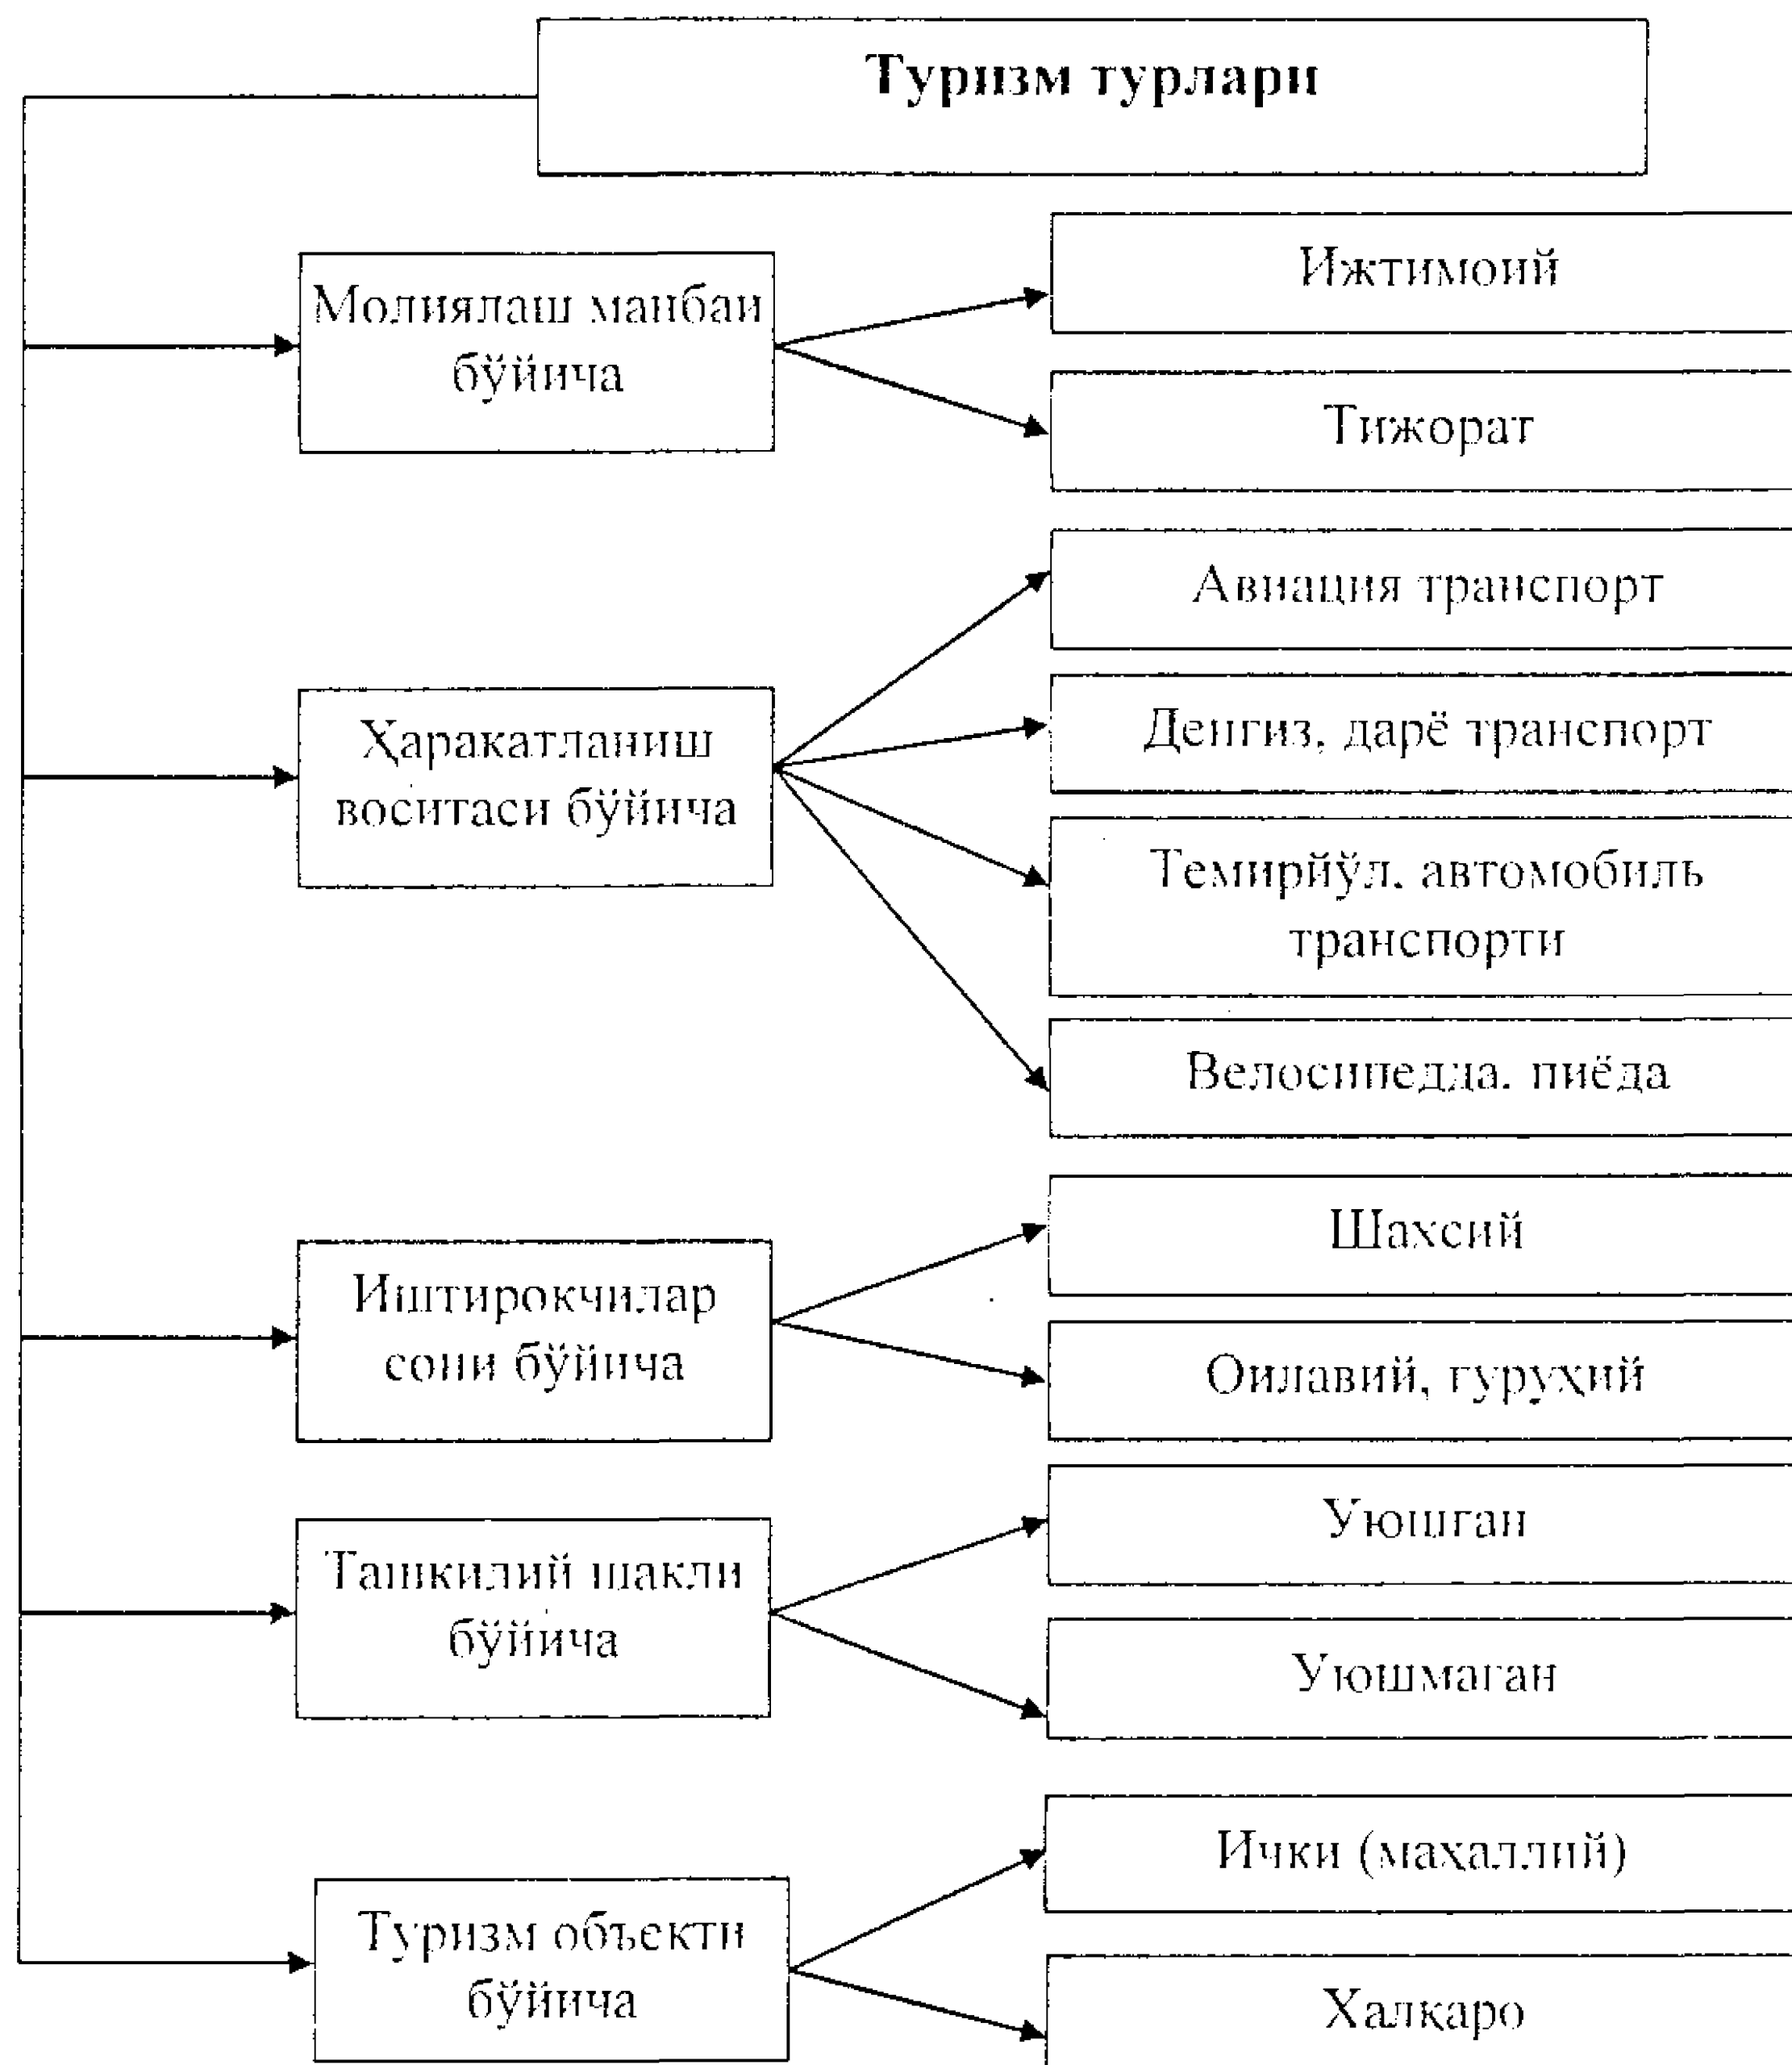 Туризм турлари
Молиялаш манбаи
бўйича
Ижтимоий
Тижорат
Ҳаракатланиш
воситаси бўйича
Авиация транспорт
Денгиз, дарё транспорт
Темирйўл. автомобиль
транспорти
Велосипедда. пиёда
Иштирокчилар
сони бўйича
Шахсий
Оилавий, гуруҳий
Ташкилий шакли
бўйича
Уюшган
Уюшмаган
Туризм объекти
бўйича
Ички (маҳаллий)
Халқаро